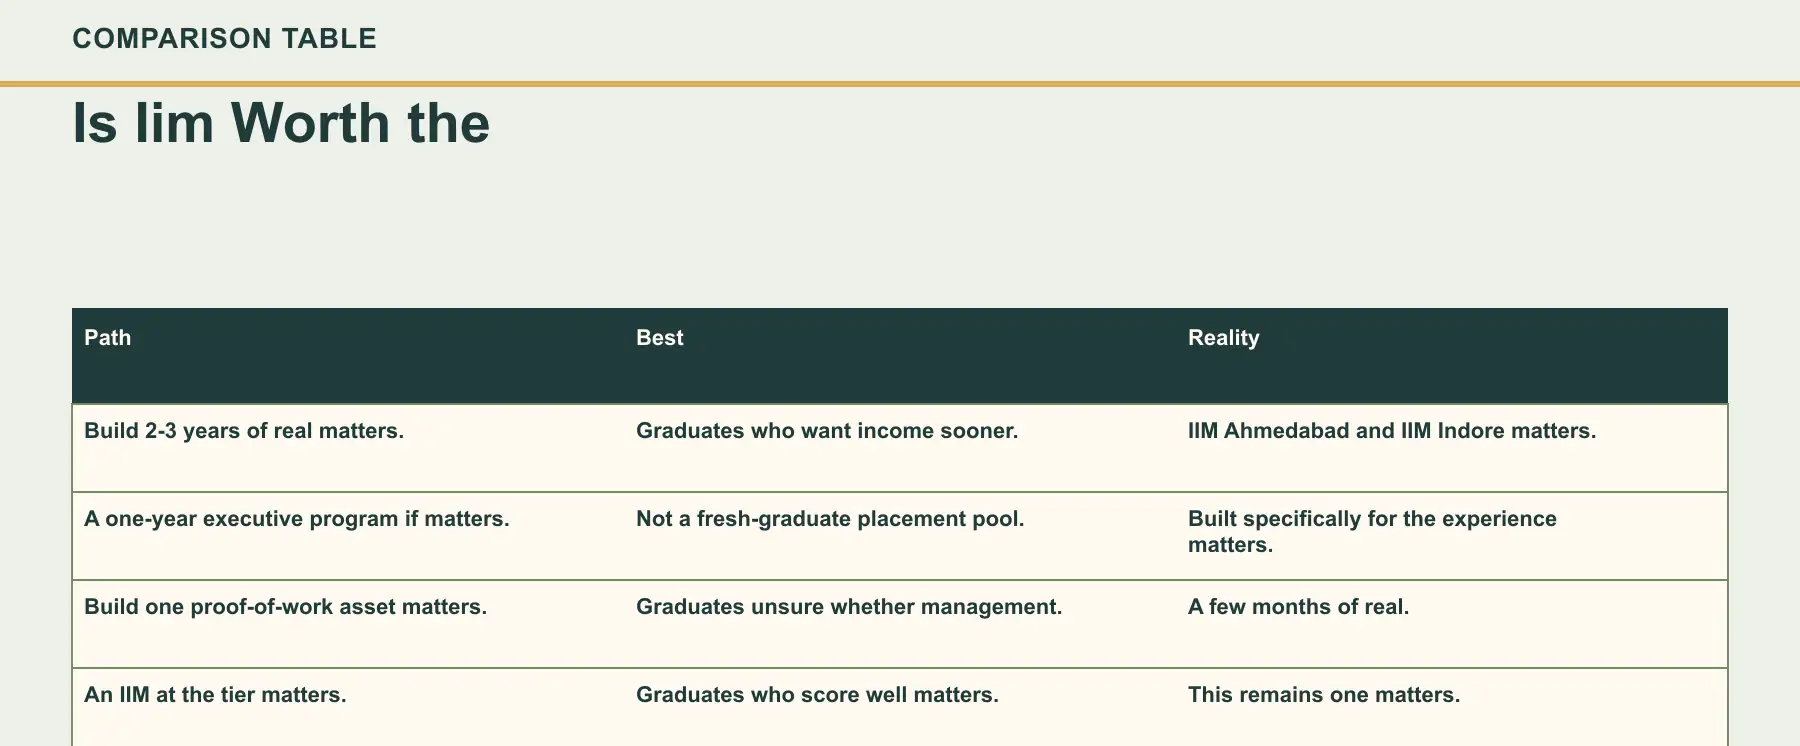 COMPARISON TABLE
Is Iim Worth the
Path Best Reality
Build 2-3 years of real matters. Graduates who want income sooner. IIM Ahmedabad and IIM Indore matters.
A one-year executive program if matters. Not a fresh-graduate placement pool. Built specifically for the experience
matters.
Build one proof-of-work asset matters. Graduates unsure whether management. A few months of real.
An IIM at the tier matters. Graduates who score well matters. This remains one matters.